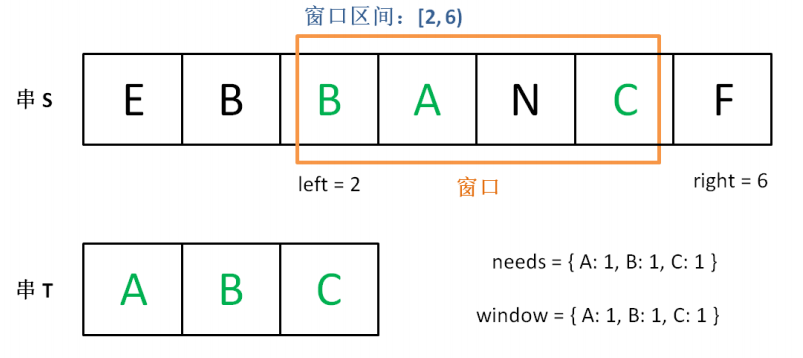 窗口区间：[2, 6)
串 S E B B A N C F
left = 2 窗口 right = 6
串 T A B C
needs = { A: 1, B: 1, C: 1 }
window = { A: 1, B: 1, C: 1 }